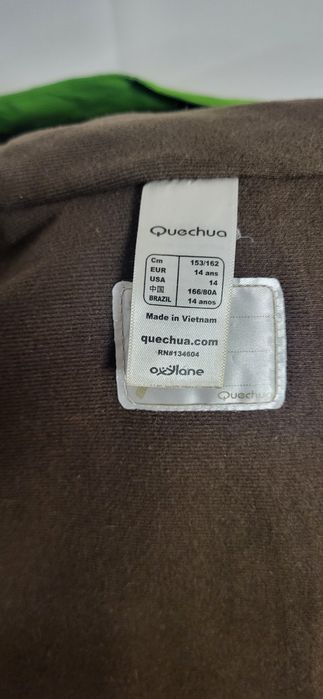 Quechua
Cm 153/162
EUR 14 ans
USA 14
中国 166/80A
BRAZIL 14 anos
Made in Vietnam
quechua.com
RN#134604
oxylane
Quechua